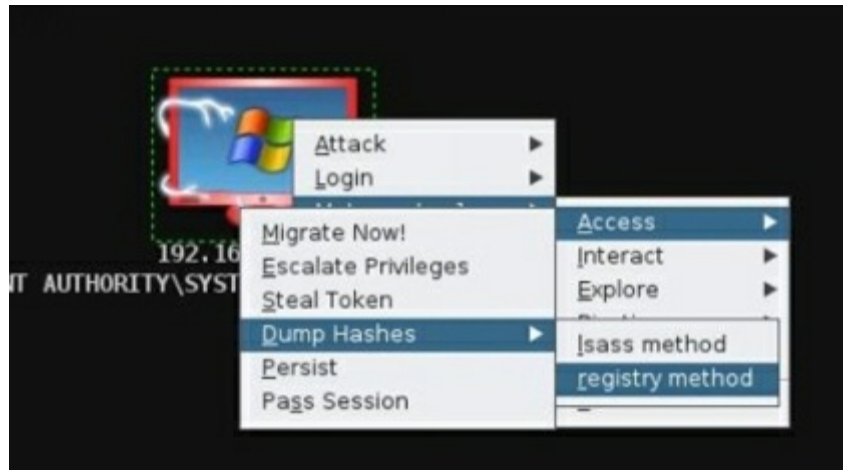 Attack
Login
Migrate Now!
Escalate Privileges
Steal Token
Dump Hashes
Persist
Pass Session
Access
Interact
Explore
lsass method
registry method
192.16
NT AUTHORITY\SYST